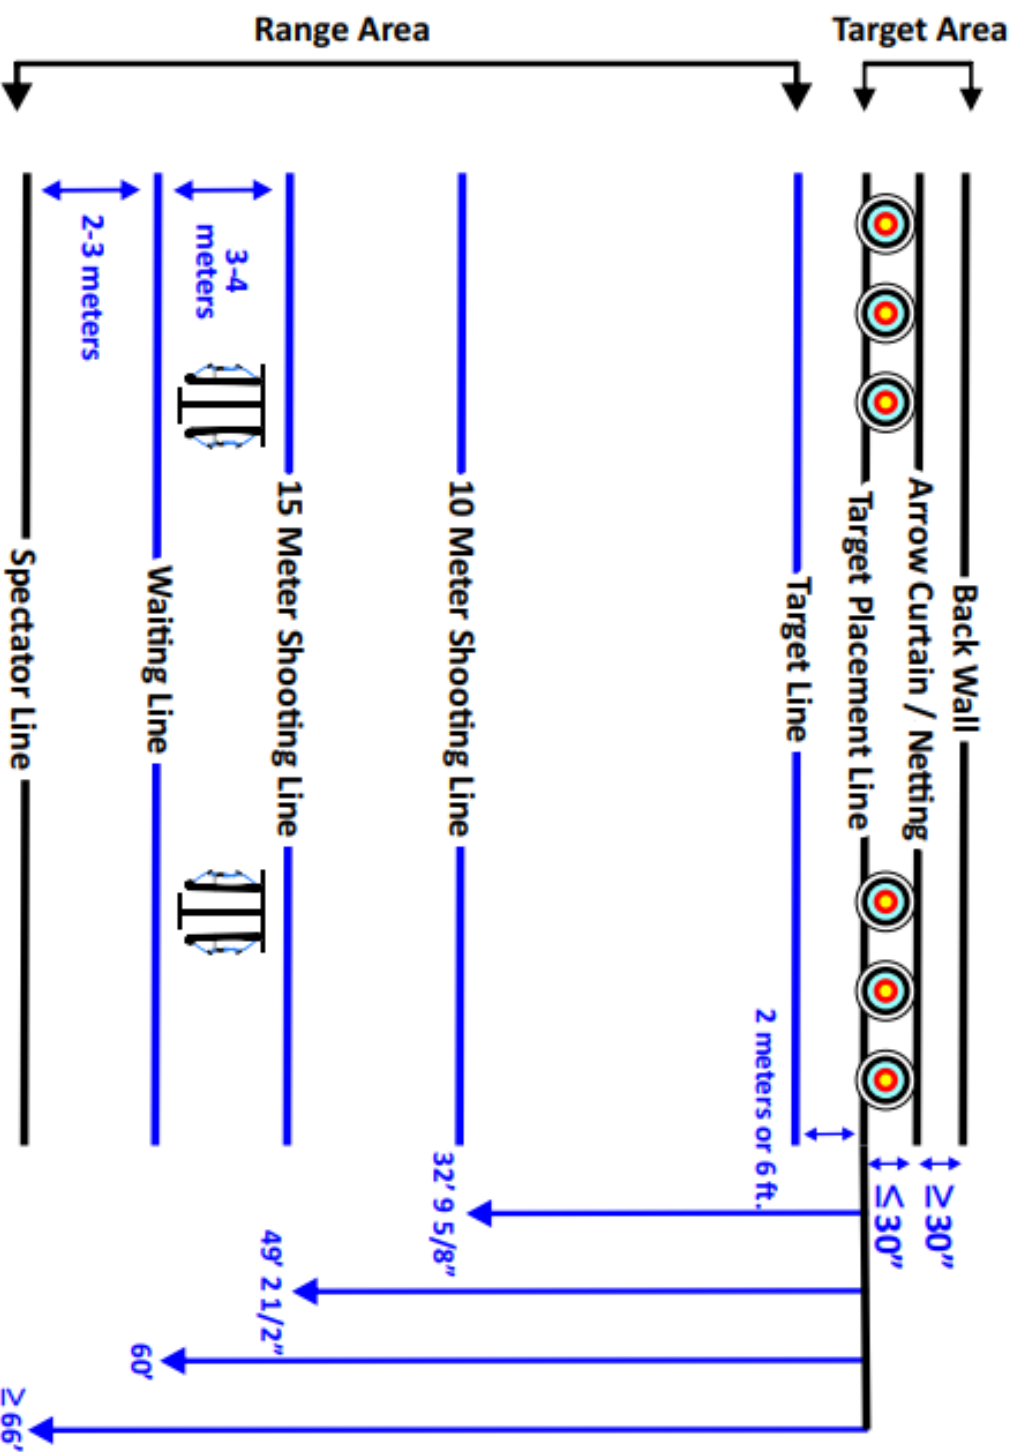 Range Area
Target Area
2-3 meters
3-4
meters
Spectator Line
Waiting Line
15 Meter Shooting Line
10 Meter Shooting Line
Target Line
Target Placement Line
Arrow Curtain / Netting
Back Wall
2 meters or 6 ft.
≤ 30”
≥ 30”
32’ 9 5/8”
49’ 2 1/2”
60’
≥ 66’